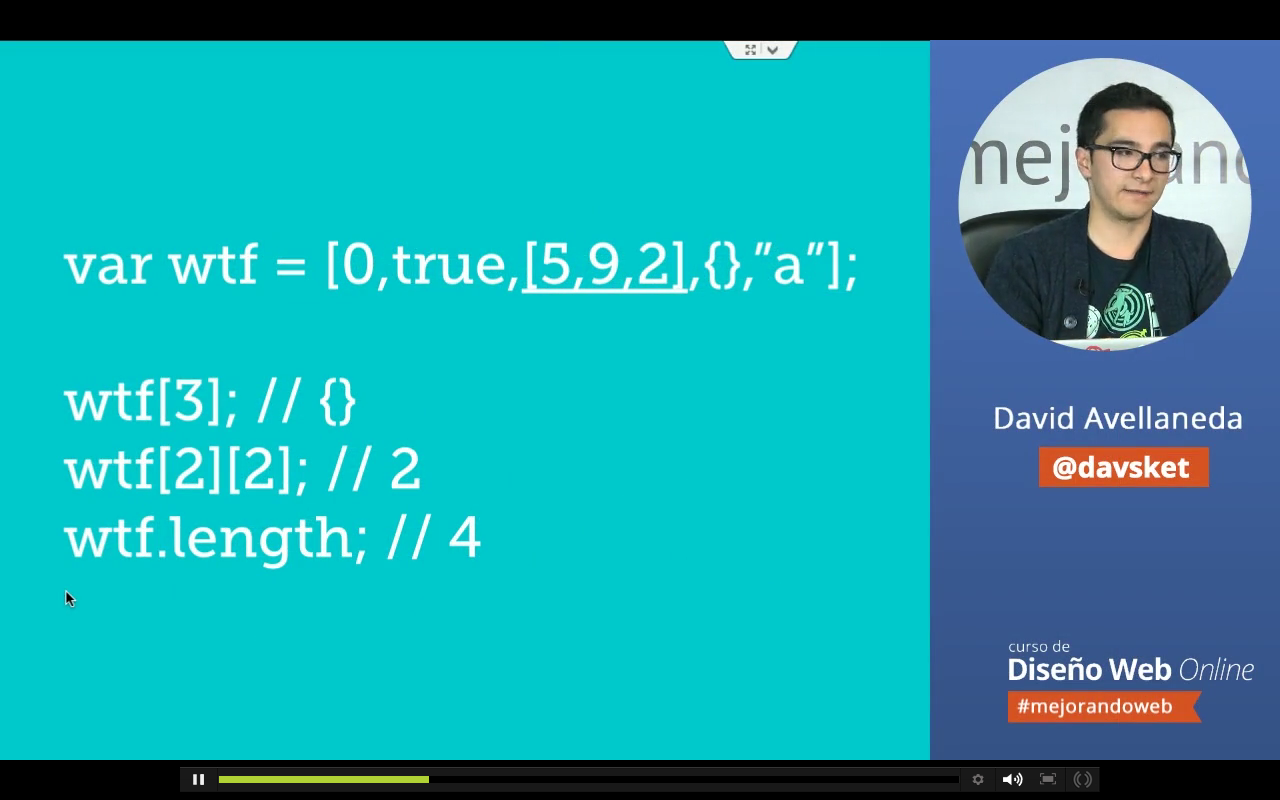 var wtf = [0,true,[5,9,2],{},”a”];
wtf[3]; // {}
wtf[2][2]; // 2
wtf.length; // 4
mejorando
David Avellaneda
@davsket
curso de
Diseño Web Online
#mejorandoweb